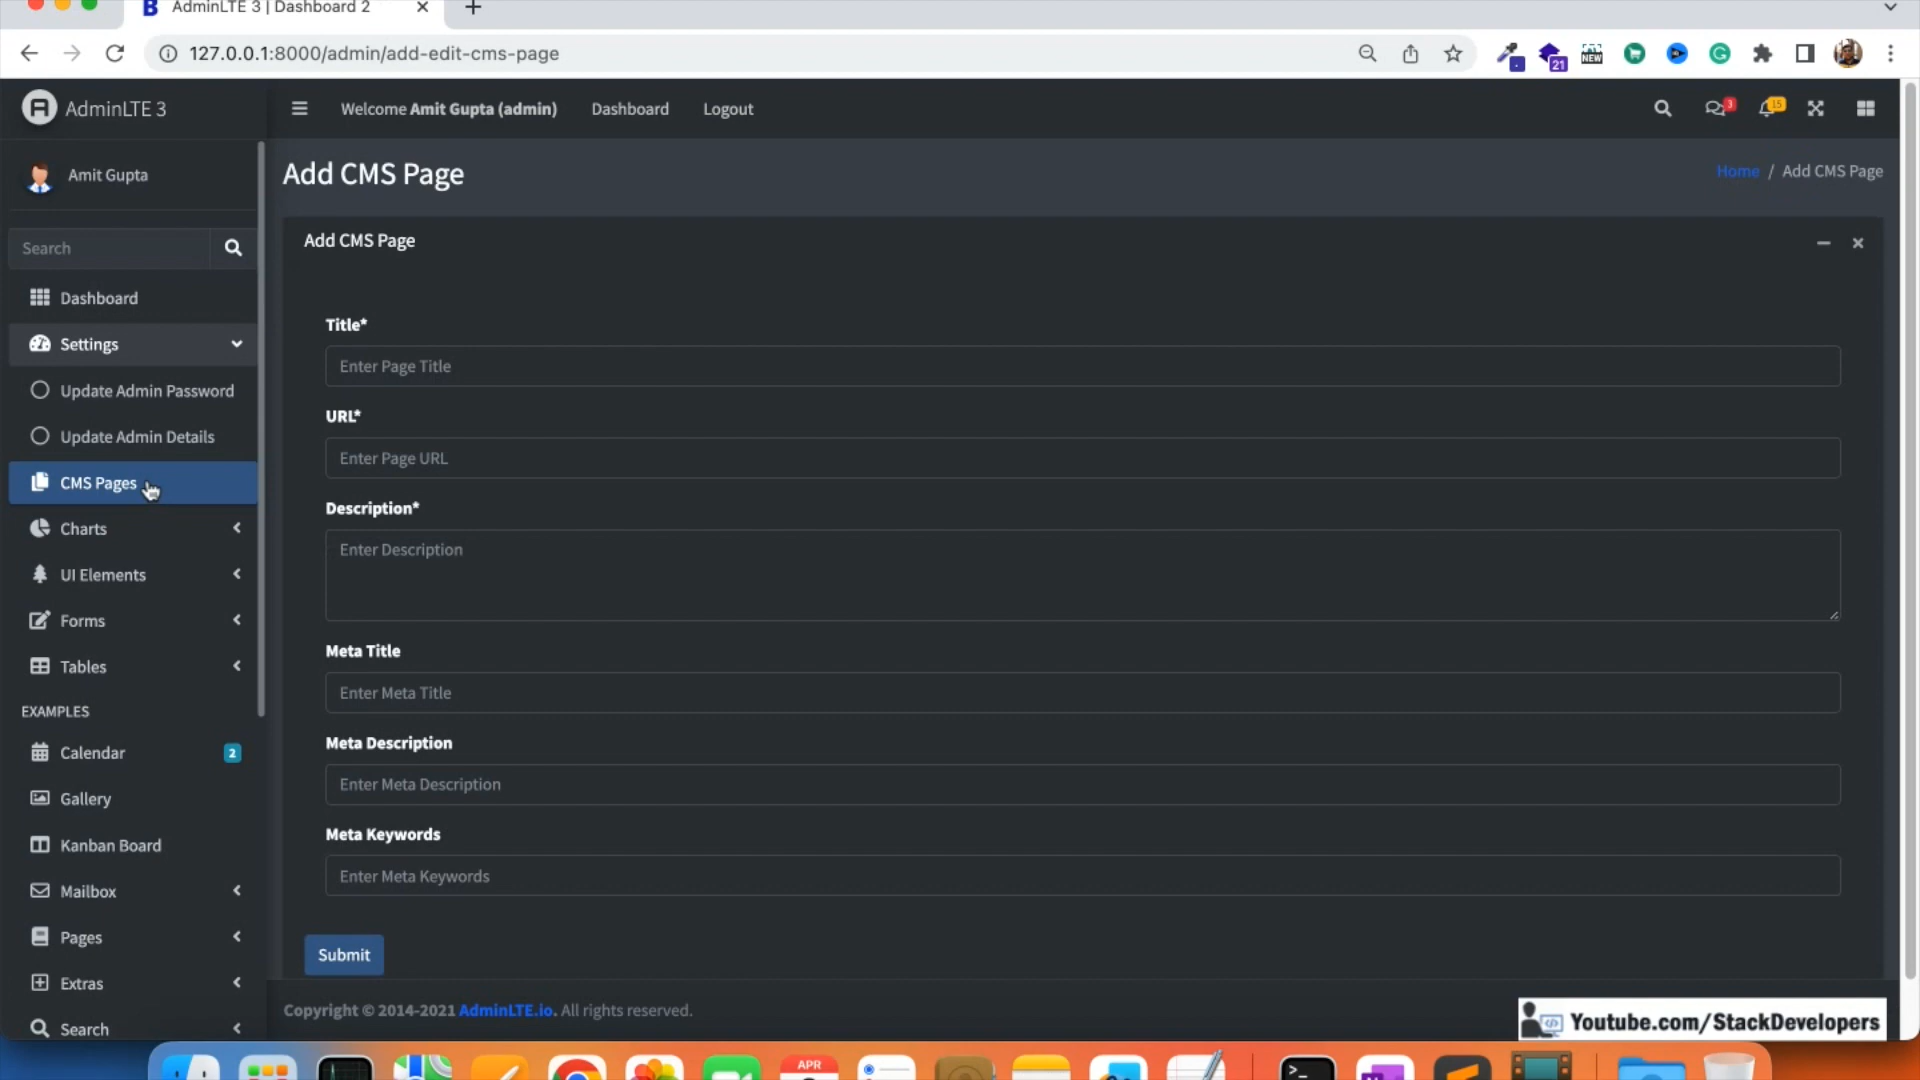 AdminLTE 3 | Dashboard 2
127.0.0.1:8000/admin/add-edit-cms-page
21
NEW
AdminLTE 3
Welcome Amit Gupta (admin)
Dashboard
Logout
3
15
Amit Gupta
Add CMS Page
Home / Add CMS Page
Search
Add CMS Page
Dashboard
Settings
Update Admin Password
Update Admin Details
CMS Pages
Charts
UI Elements
Forms
Tables
EXAMPLES
Calendar
2
Gallery
Kanban Board
Mailbox
Pages
Extras
Search
Title*
Enter Page Title
URL*
Enter Page URL
Description*
Enter Description
Meta Title
Enter Meta Title
Meta Description
Enter Meta Description
Meta Keywords
Enter Meta Keywords
Submit
Copyright © 2014-2021 AdminLTE.io. All rights reserved.
Youtube.com/StackDevelopers
APR